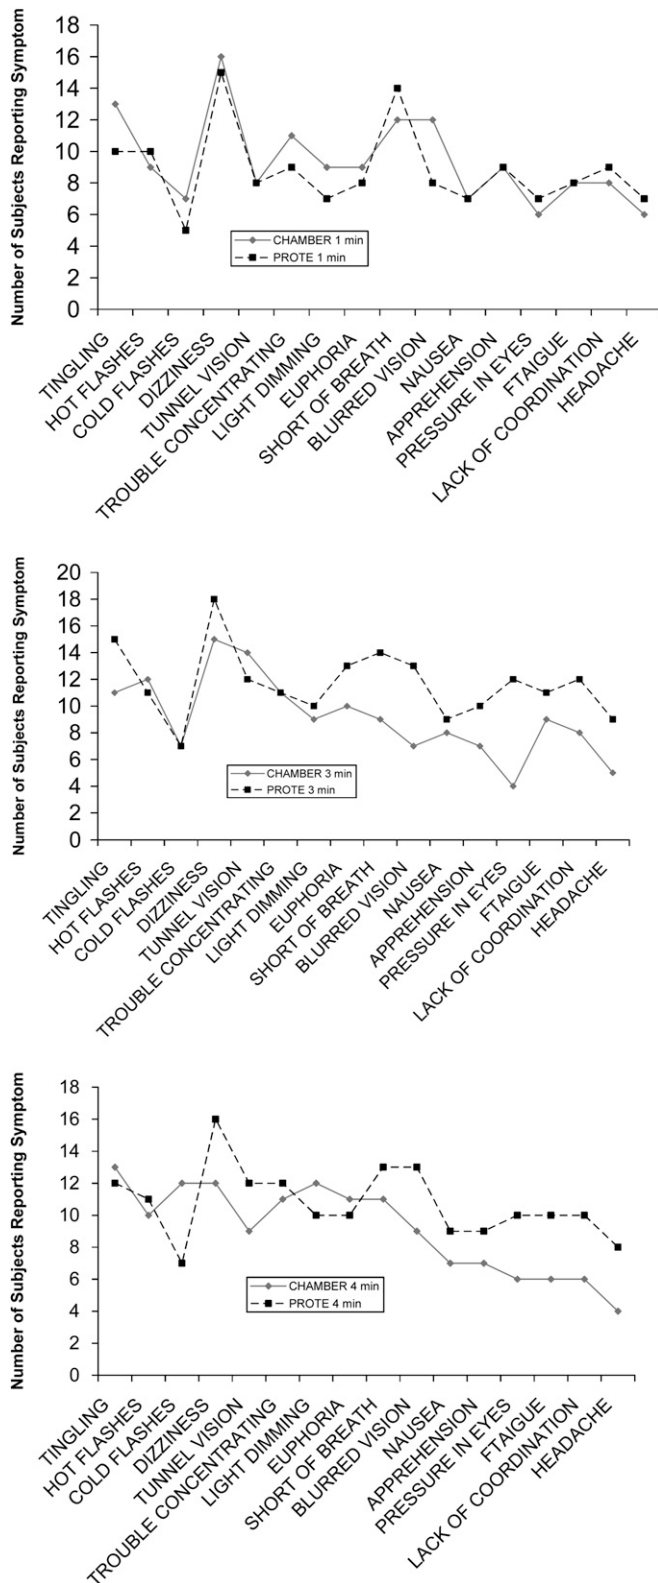 Number of Subjects Reporting Symptom
18
16
14
12
10
8
6
4
2
0
CHAMBER 1 min
PROTE 1 min
TINGLING
HOT FLASHES
COLD FLASHES
DIZZINESS
TUNNEL VISION
TROUBLE CONCENTRATING
LIGHT DIMMING
EUPHORIA
SHORT OF BREATH
BLURRED VISION
NAUSEA
APPREHENSION
PRESSURE IN EYES
FTAIGUE
LACK OF COORDINATION
HEADACHE
Number of Subjects Reporting Symptom
20
18
16
14
12
10
8
6
4
2
0
CHAMBER 3 min
PROTE 3 min
TINGLING
HOT FLASHES
COLD FLASHES
DIZZINESS
TUNNEL VISION
TROUBLE CONCENTRATING
LIGHT DIMMING
EUPHORIA
SHORT OF BREATH
BLURRED VISION
NAUSEA
APPREHENSION
PRESSURE IN EYES
FTAIGUE
LACK OF COORDINATION
HEADACHE
Number of Subjects Reporting Symptom
18
16
14
12
10
8
6
4
2
0
CHAMBER 4 min
PROTE 4 min
TINGLING
HOT FLASHES
COLD FLASHES
DIZZINESS
TUNNEL VISION
TROUBLE CONCENTRATING
LIGHT DIMMING
EUPHORIA
SHORT OF BREATH
BLURRED VISION
NAUSEA
APPREHENSION
PRESSURE IN EYES
FTAIGUE
LACK OF COORDINATION
HEADACHE